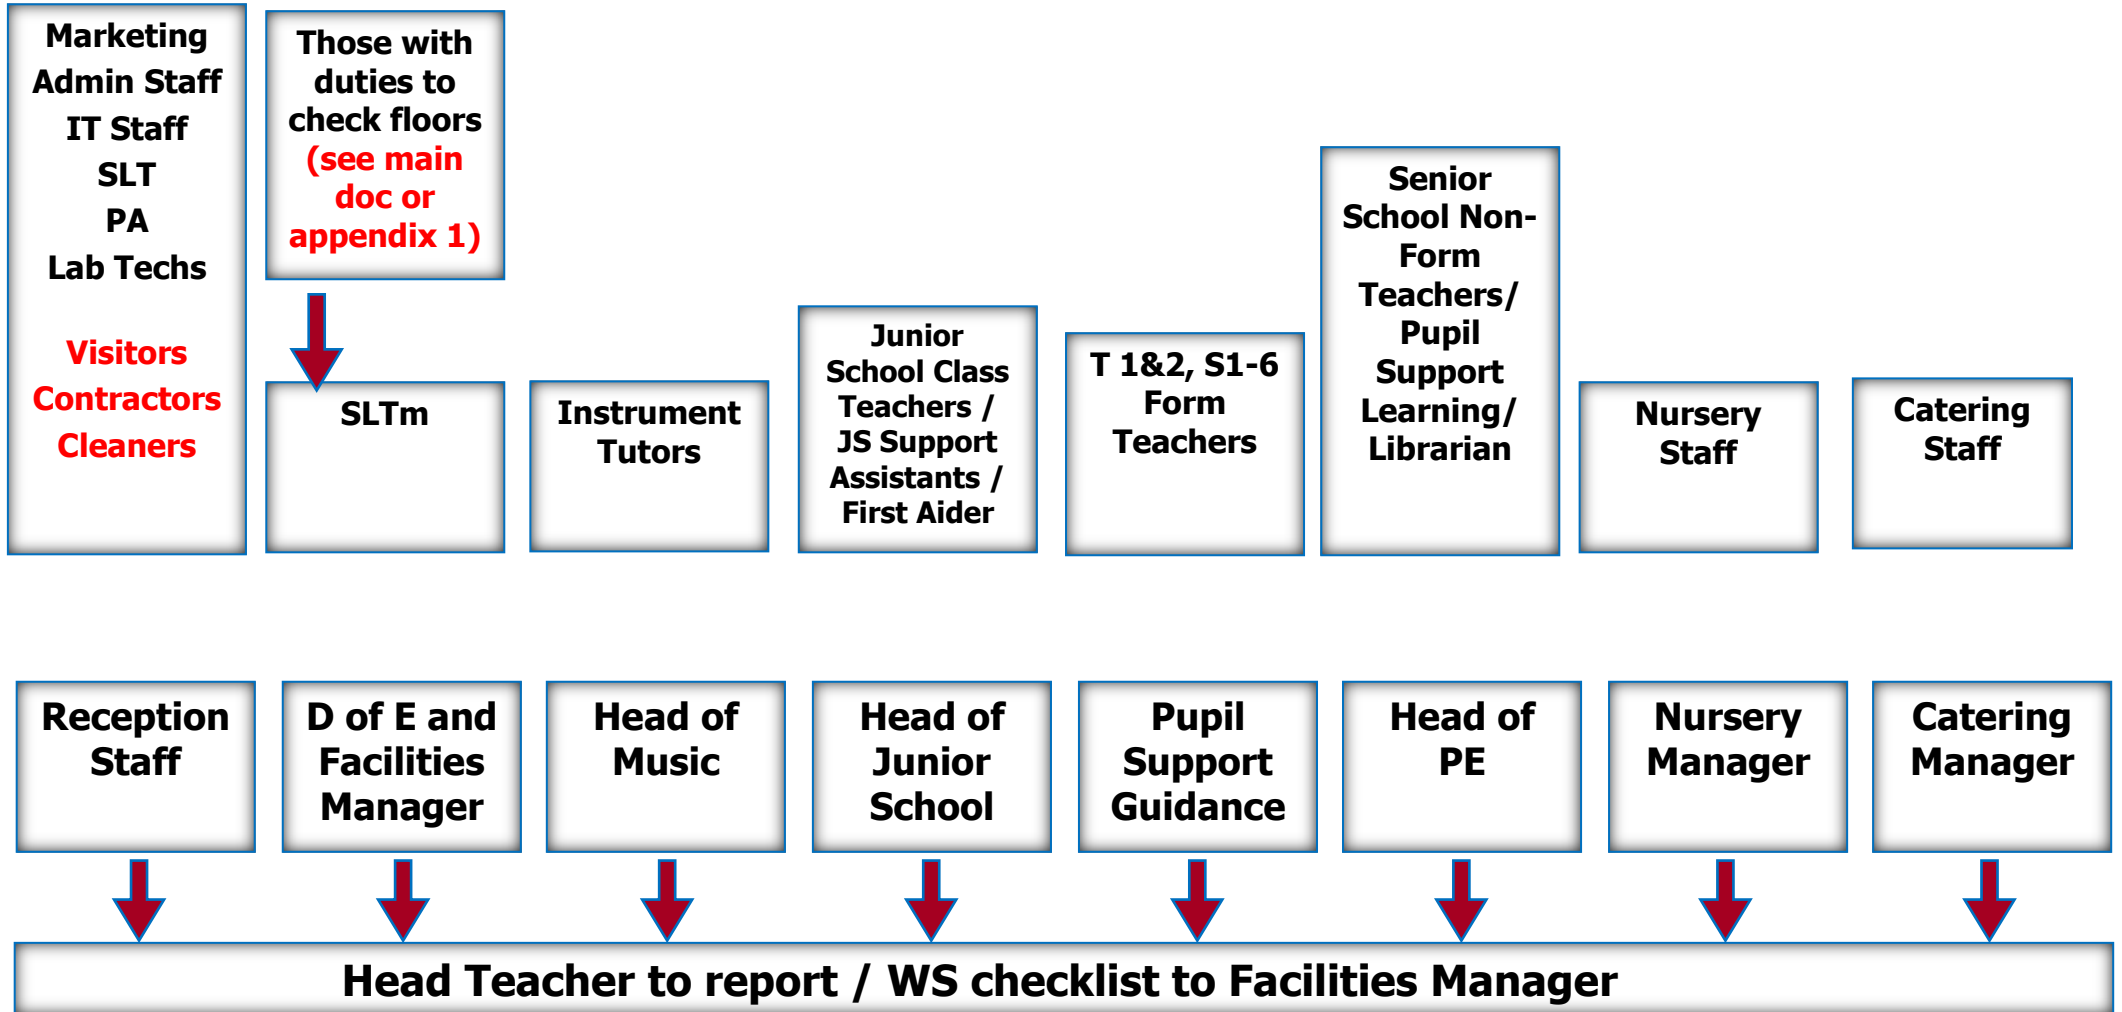 Marketing
Admin Staff
IT Staff
SLT
PA
Lab Techs
Visitors
Contractors
Cleaners
Those with
duties to
check floors
(see main
doc or
appendix 1)
SLTm
Instrument
Tutors
Junior
School Class
Teachers /
JS Support
Assistants /
First Aider
T 1&2, S1-6
Form
Teachers
Senior
School Non-
Form
Teachers/
Pupil
Support
Learning/
Librarian
Nursery
Staff
Catering
Staff
Reception
Staff
D of E and
Facilities
Manager
Head of
Music
Head of
Junior
School
Pupil
Support
Guidance
Head of
PE
Nursery
Manager
Catering
Manager
Head Teacher to report / WS checklist to Facilities Manager